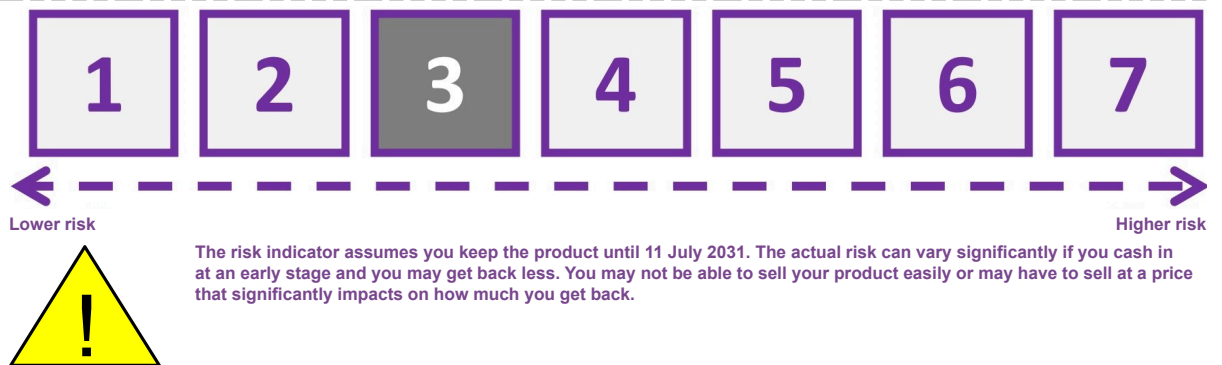 1 2 3 4 5 6 7
Lower risk Higher risk
The risk indicator assumes you keep the product until 11 July 2031. The actual risk can vary significantly if you cash in
at an early stage and you may get back less. You may not be able to sell your product easily or may have to sell at a price
that significantly impacts on how much you get back.
!